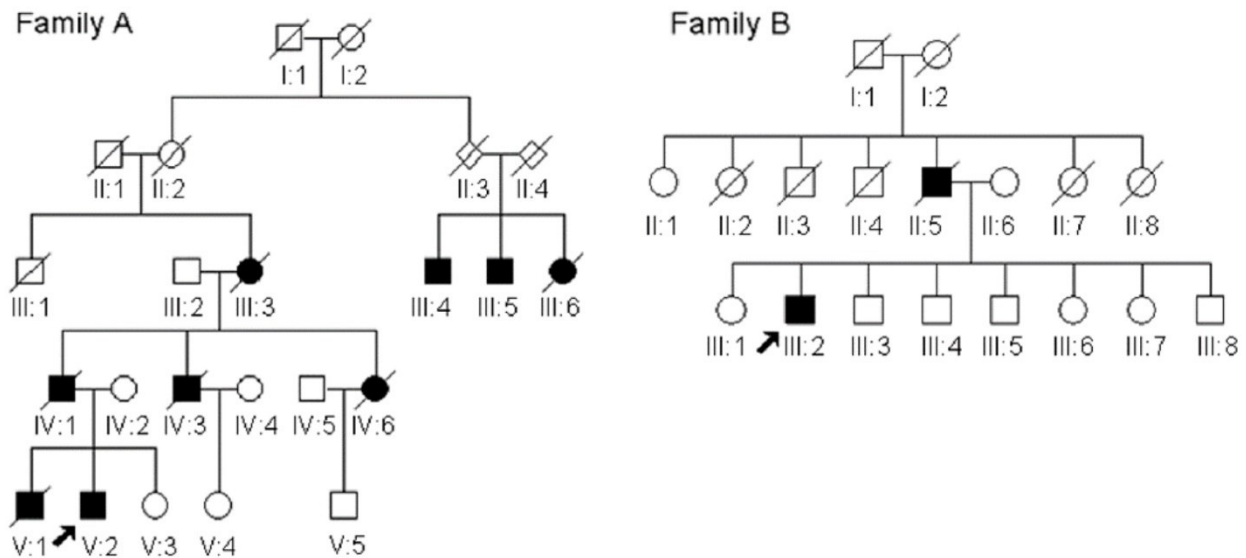 Family A
I:1 I:2
II:1 II:2 II:3 II:4
III:1 III:2 III:3 III:4 III:5 III:6
IV:1 IV:2 IV:3 IV:4 IV:5 IV:6
V:1 V:2 V:3 V:4 V:5
Family B
I:1 I:2
II:1 II:2 II:3 II:4 II:5 II:6 II:7 II:8
III:1 III:2 III:3 III:4 III:5 III:6 III:7 III:8